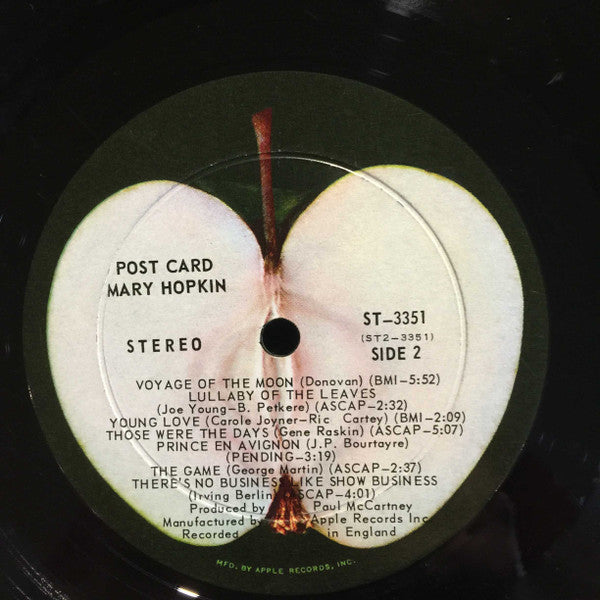 POST CARD
MARY HOPKIN
STEREO
ST-3351
(ST2-3351)
SIDE 2
VOYAGE OF THE MOON (Donovan) (BMI-5:52)
LULLABY OF THE LEAVES
(Joe Young-B. Petkere) (ASCAP-2:32)
YOUNG LOVE (Carole Joyner-Ric Cartey) (BMI-2:09)
THOSE WERE THE DAYS (Gene Raskin) (ASCAP-5:07)
PRINCE EN AVIGNON (J.P. Bourtayre)
(PENDING-3:19)
THE GAME (George Martin) (ASCAP-2:37)
THERE'S NO BUSINESS LIKE SHOW BUSINESS
(Irving Berlin) (ASCAP-4:01)
Produced by Paul McCartney
Manufactured by Apple Records Inc.
Recorded in England
MFD. BY APPLE RECORDS, INC.